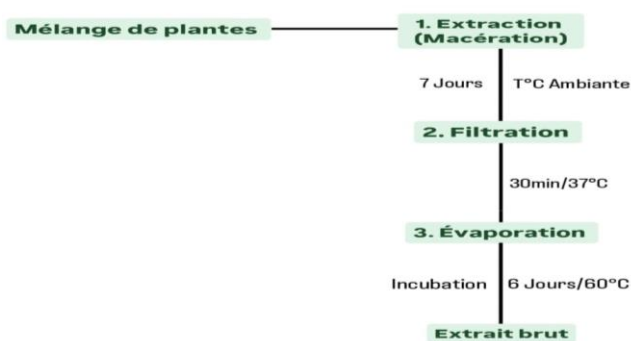 Mélange de plantes
1. Extraction
(Macération)
7 Jours
T°C Ambiante
2. Filtration
30min/37°C
3. Évaporation
Incubation
6 Jours/60°C
Extrait brut